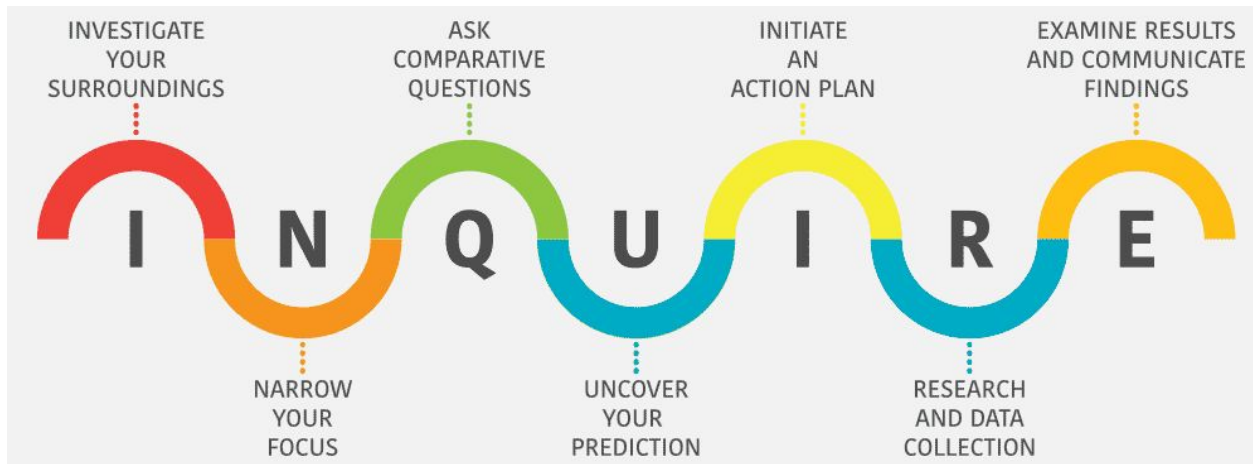 INVESTIGATE
YOUR
SURROUNDINGS
ASK
COMPARATIVE
QUESTIONS
INITIATE
AN
ACTION PLAN
EXAMINE RESULTS
AND COMMUNICATE
FINDINGS
I N Q U I R E
NARROW
YOUR
FOCUS
UNCOVER
YOUR
PREDICTION
RESEARCH
AND DATA
COLLECTION